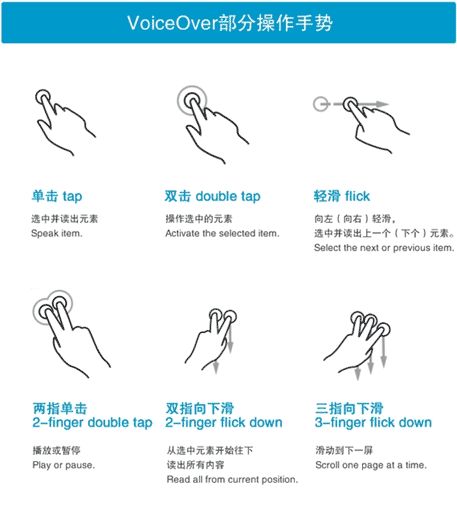 VoiceOver部分操作手势
单击 tap
选中并读出元素
Speak item.
双击 double tap
操作选中的元素
Activate the selected item.
轻滑 flick
向左（向右）轻滑，
选中并读出上一个（下个）元素。
Select the next or previous item.
两指单击
2-finger double tap
播放或暂停
Play or pause.
双指向下滑
2-finger flick down
从选中元素开始往下
读出所有内容
Read all from current position.
三指向下滑
3-finger flick down
滑动到下一屏
Scroll one page at a time.